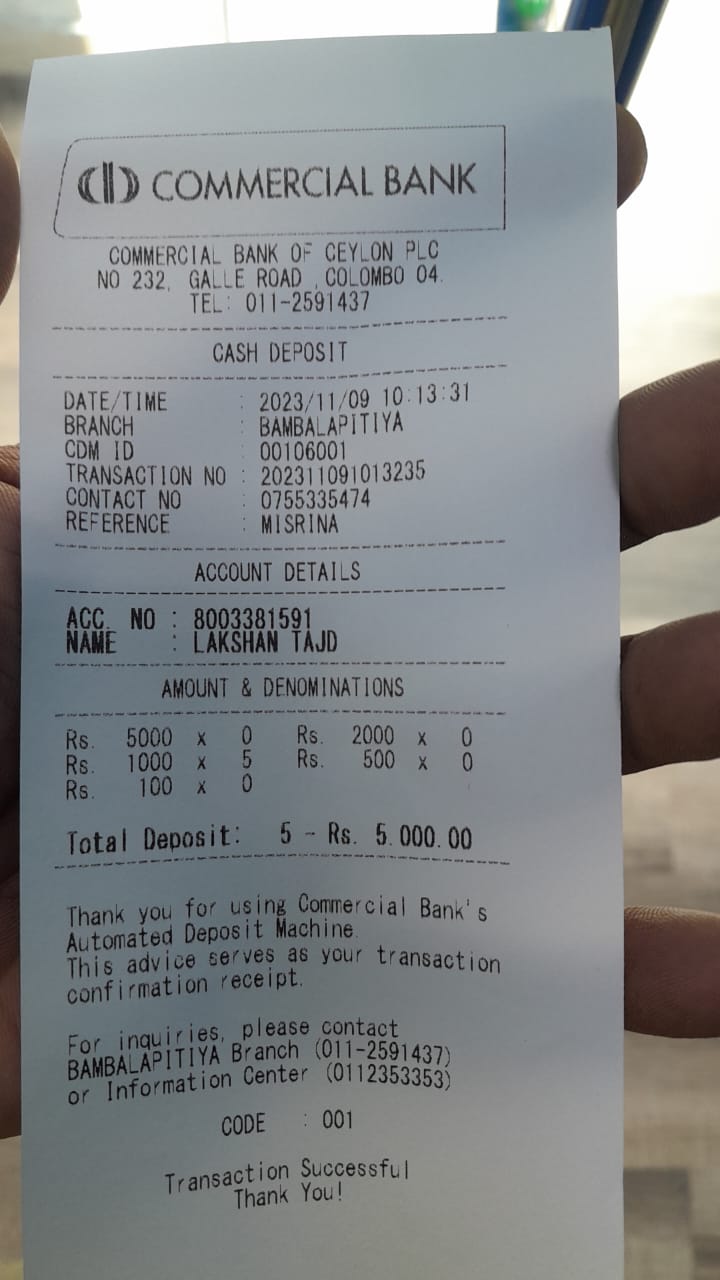 COMMERCIAL BANK
COMMERCIAL BANK OF CEYLON PLC
NO 232, GALLE ROAD ,COLOMBO 04.
TEL: 011-2591437
CASH DEPOSIT
DATE/TIME : 2023/11/09 10:13:31
BRANCH : BAMBALAPITIYA
CDM ID : 00106001
TRANSACTION NO : 202311091013235
CONTACT NO : 0755335474
REFERENCE : MISRINA
ACCOUNT DETAILS
ACC. NO : 8003381591
NAME : LAKSHAN TAJD
AMOUNT & DENOMINATIONS
Rs. 5000 x 0 Rs. 2000 x 0
Rs. 1000 x 5 Rs. 500 x 0
Rs. 100 x 0
Total Deposit: 5 - Rs. 5.000.00
Thank you for using Commercial Bank's
Automated Deposit Machine.
This advice serves as your transaction
confirmation receipt.
For inquiries, please contact
BAMBALAPITIYA Branch (011-2591437)
or Information Center (0112353353)
CODE : 001
Transaction Successful
Thank You!